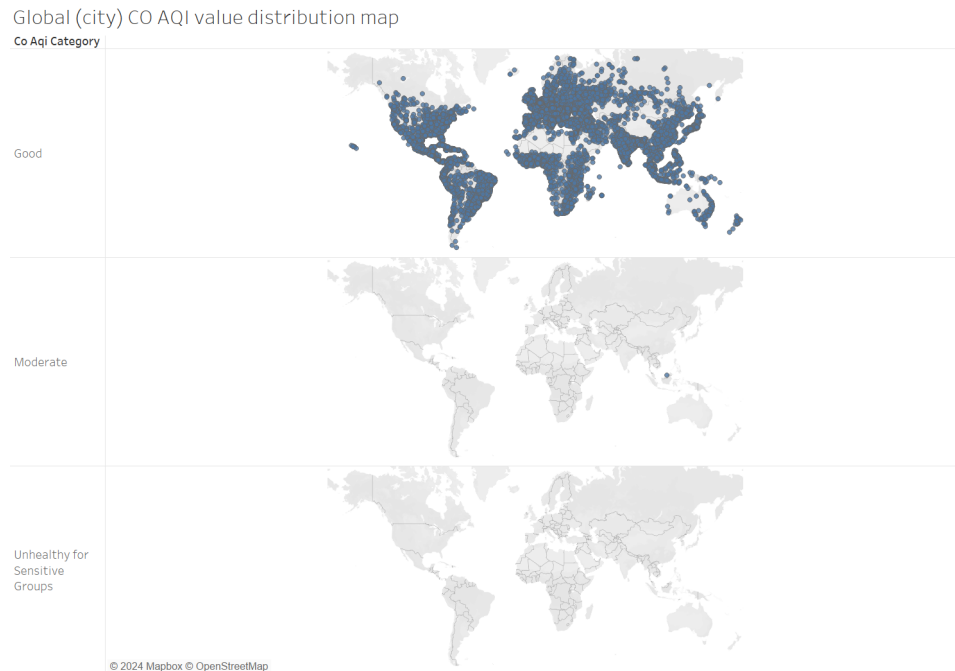 Global (city) CO AQI value distribution map
Co Aqi Category
Good
Moderate
Unhealthy for
Sensitive
Groups
© 2024 Mapbox © OpenStreetMap